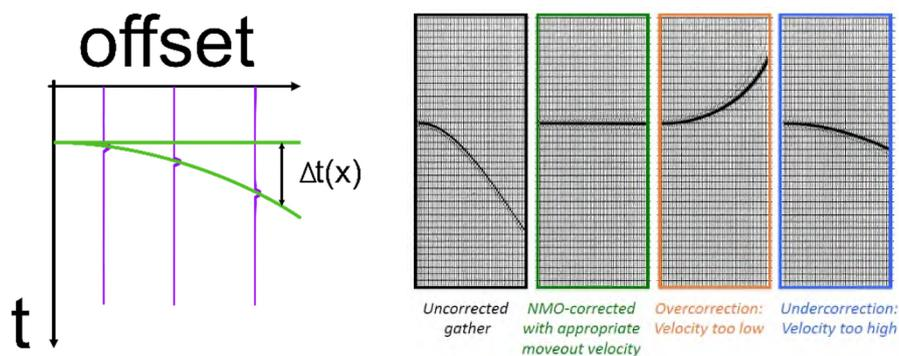 offset
Δt(x)
t
Uncorrected
gather
NMO-corrected
with appropriate
moveout velocity
Overcorrection:
Velocity too low
Undercorrection:
Velocity too high